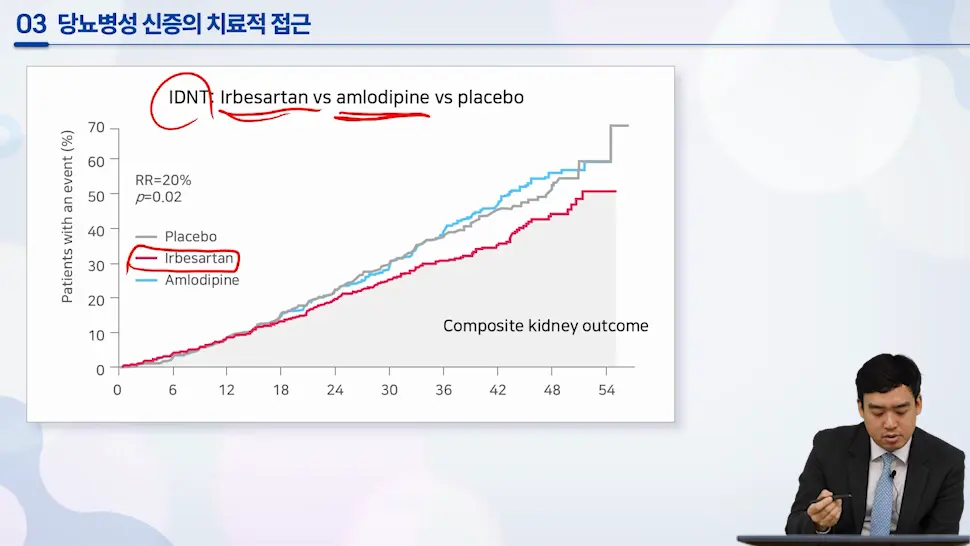 03 당뇨병성 신증의 치료적 접근
IDNT: Irbesartan vs amlodipine vs placebo
Patients with an event (%)
70
60
50
40
30
20
10
0
RR=20%
p=0.02
Placebo
Irbesartan
Amlodipine
Composite kidney outcome
0 6 12 18 24 30 36 42 48 54